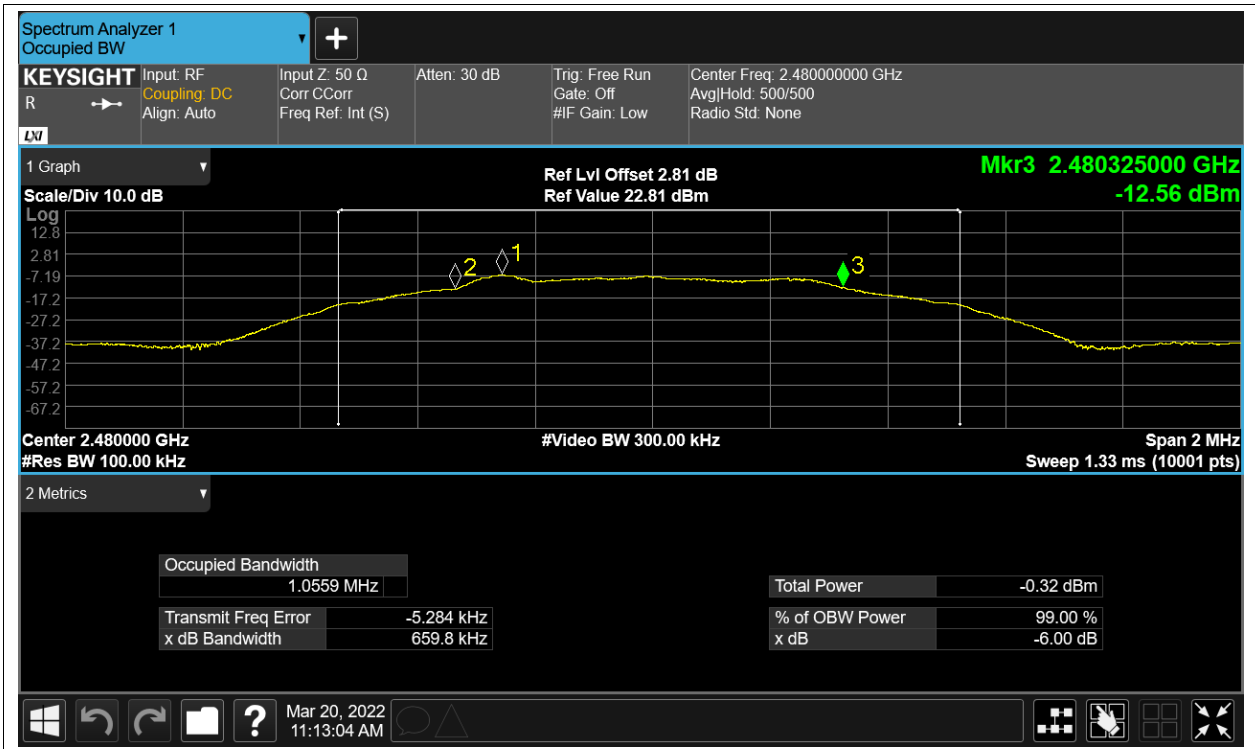 Spectrum Analyzer 1
Occupied BW
KEYSIGHT
R
LXI
Input: RF
Coupling: DC
Align: Auto
Input Z: 50 Ω
Corr CCorr
Freq Ref: Int (S)
Atten: 30 dB
Trig: Free Run
Gate: Off
#IF Gain: Low
Center Freq: 2.480000000 GHz
Avg|Hold: 500/500
Radio Std: None
1 Graph
Scale/Div 10.0 dB
Ref Lvl Offset 2.81 dB
Ref Value 22.81 dBm
Mkr3 2.480325000 GHz
-12.56 dBm
Log
12.8
2.81
-7.19
-17.2
-27.2
-37.2
-47.2
-57.2
-67.2
2
1
3
Center 2.480000 GHz
#Res BW 100.00 kHz
#Video BW 300.00 kHz
Span 2 MHz
Sweep 1.33 ms (10001 pts)
2 Metrics
Occupied Bandwidth
1.0559 MHz
Transmit Freq Error -5.284 kHz
x dB Bandwidth 659.8 kHz
Total Power -0.32 dBm
% of OBW Power 99.00 %
x dB -6.00 dB
?
Mar 20, 2022
11:13:04 AM